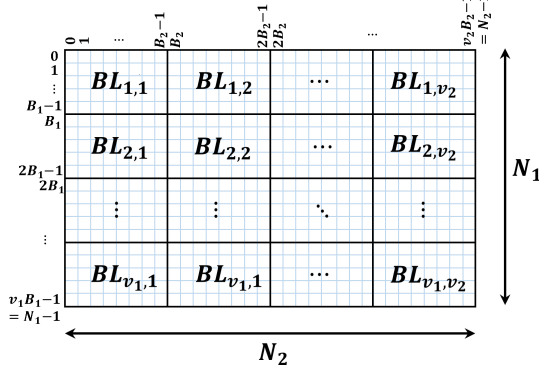 0 1 ... B₂−1 B₂ 2B₂−1 2B₂ ... v₂B₂−1
= N₂−1
0
1
⋮
B₁−1
B₁
2B₁−1
2B₁
⋮
v₁B₁−1
= N₁−1
BL₁,₁ BL₁,₂ ⋯ BL₁,v₂
BL₂,₁ BL₂,₂ ⋯ BL₂,v₂
⋮ ⋮ ⋱ ⋮
BLv₁,₁ BLv₁,₁ ⋯ BLv₁,v₂
N₁
N₂